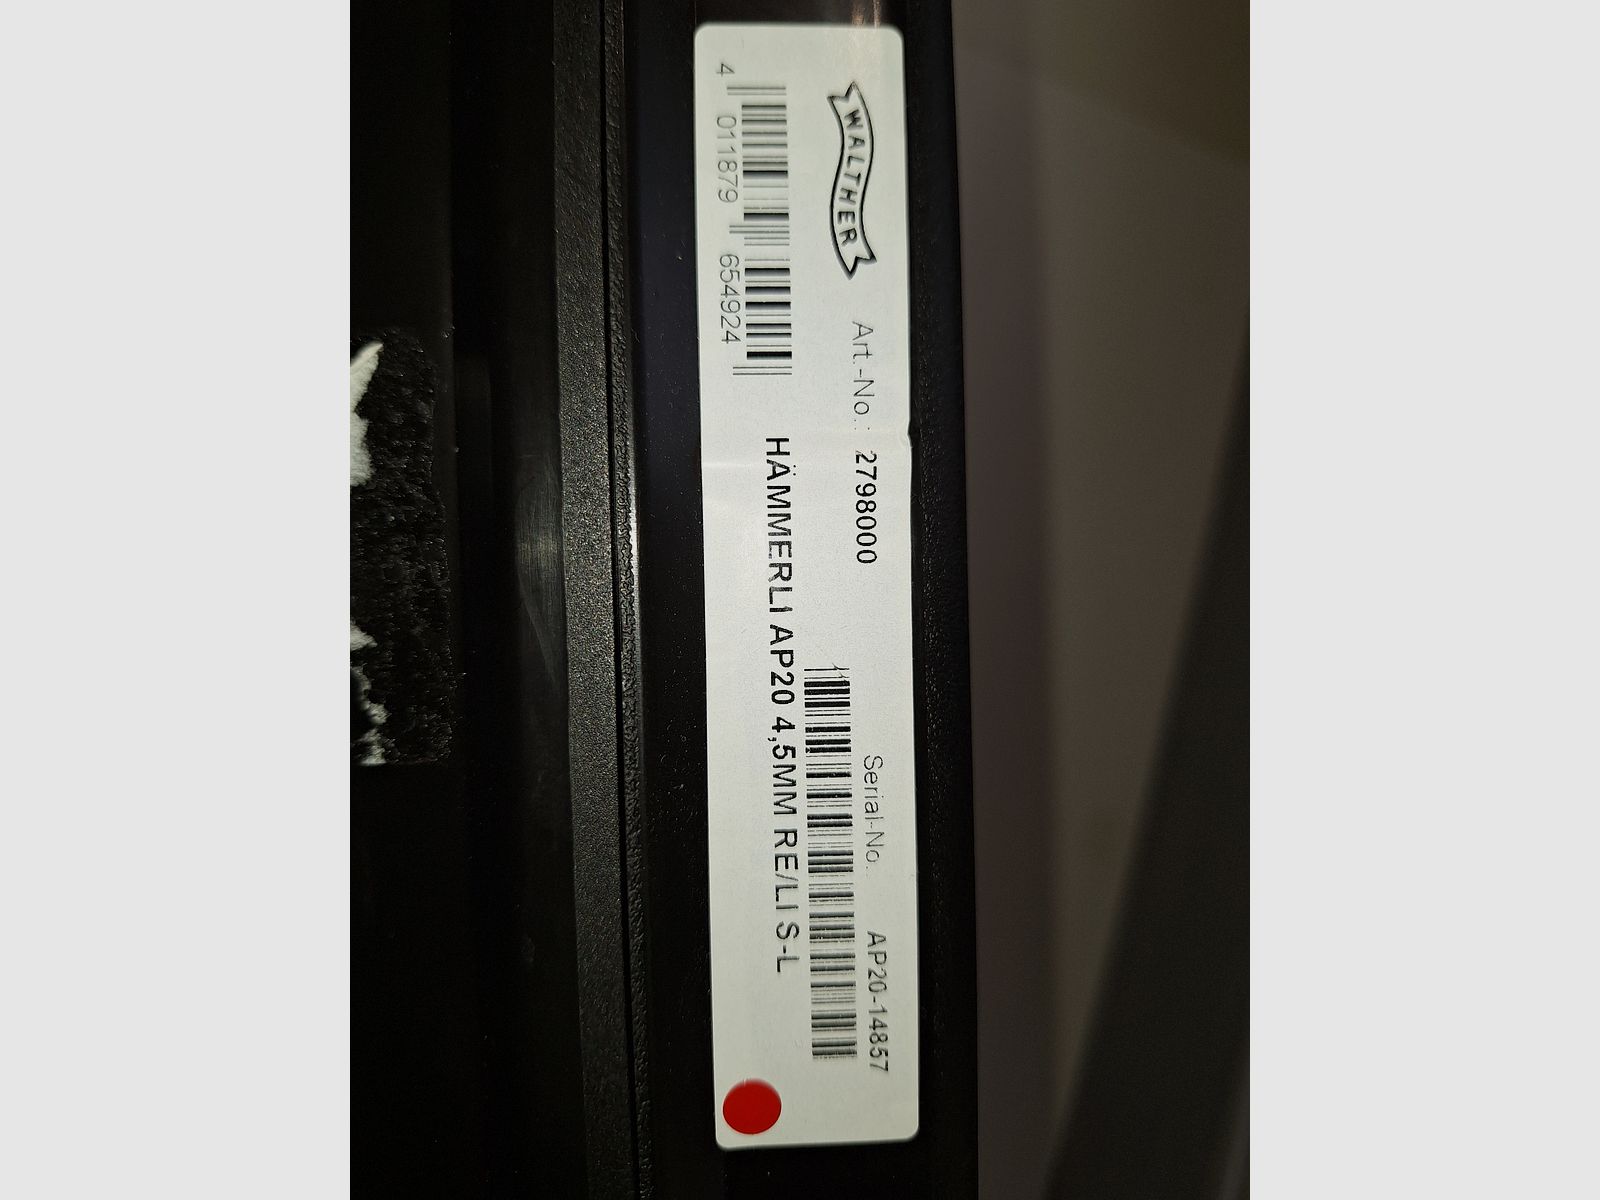 WALTHER
Art.-No.: 2798000
Serial-No. AP20-14857
HÄMMERLI AP20 4,5MM RE/LI S-L
4 011879 654924